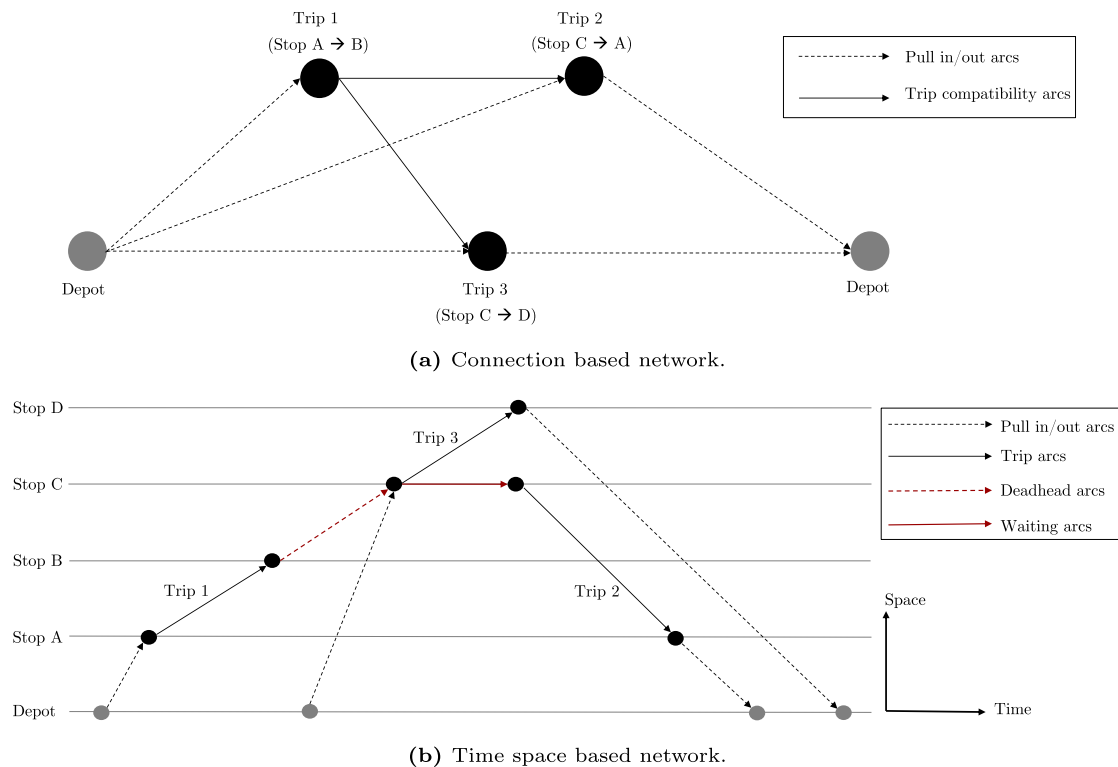 Trip 1
(Stop A → B)
Trip 2
(Stop C → A)
Pull in/out arcs
Trip compatibility arcs
Depot
Trip 3
(Stop C → D)
Depot
(a) Connection based network.
Stop D
Trip 3
Stop C
Stop B
Trip 1
Trip 2
Stop A
Depot
Pull in/out arcs
Trip arcs
Deadhead arcs
Waiting arcs
Space
Time
(b) Time space based network.